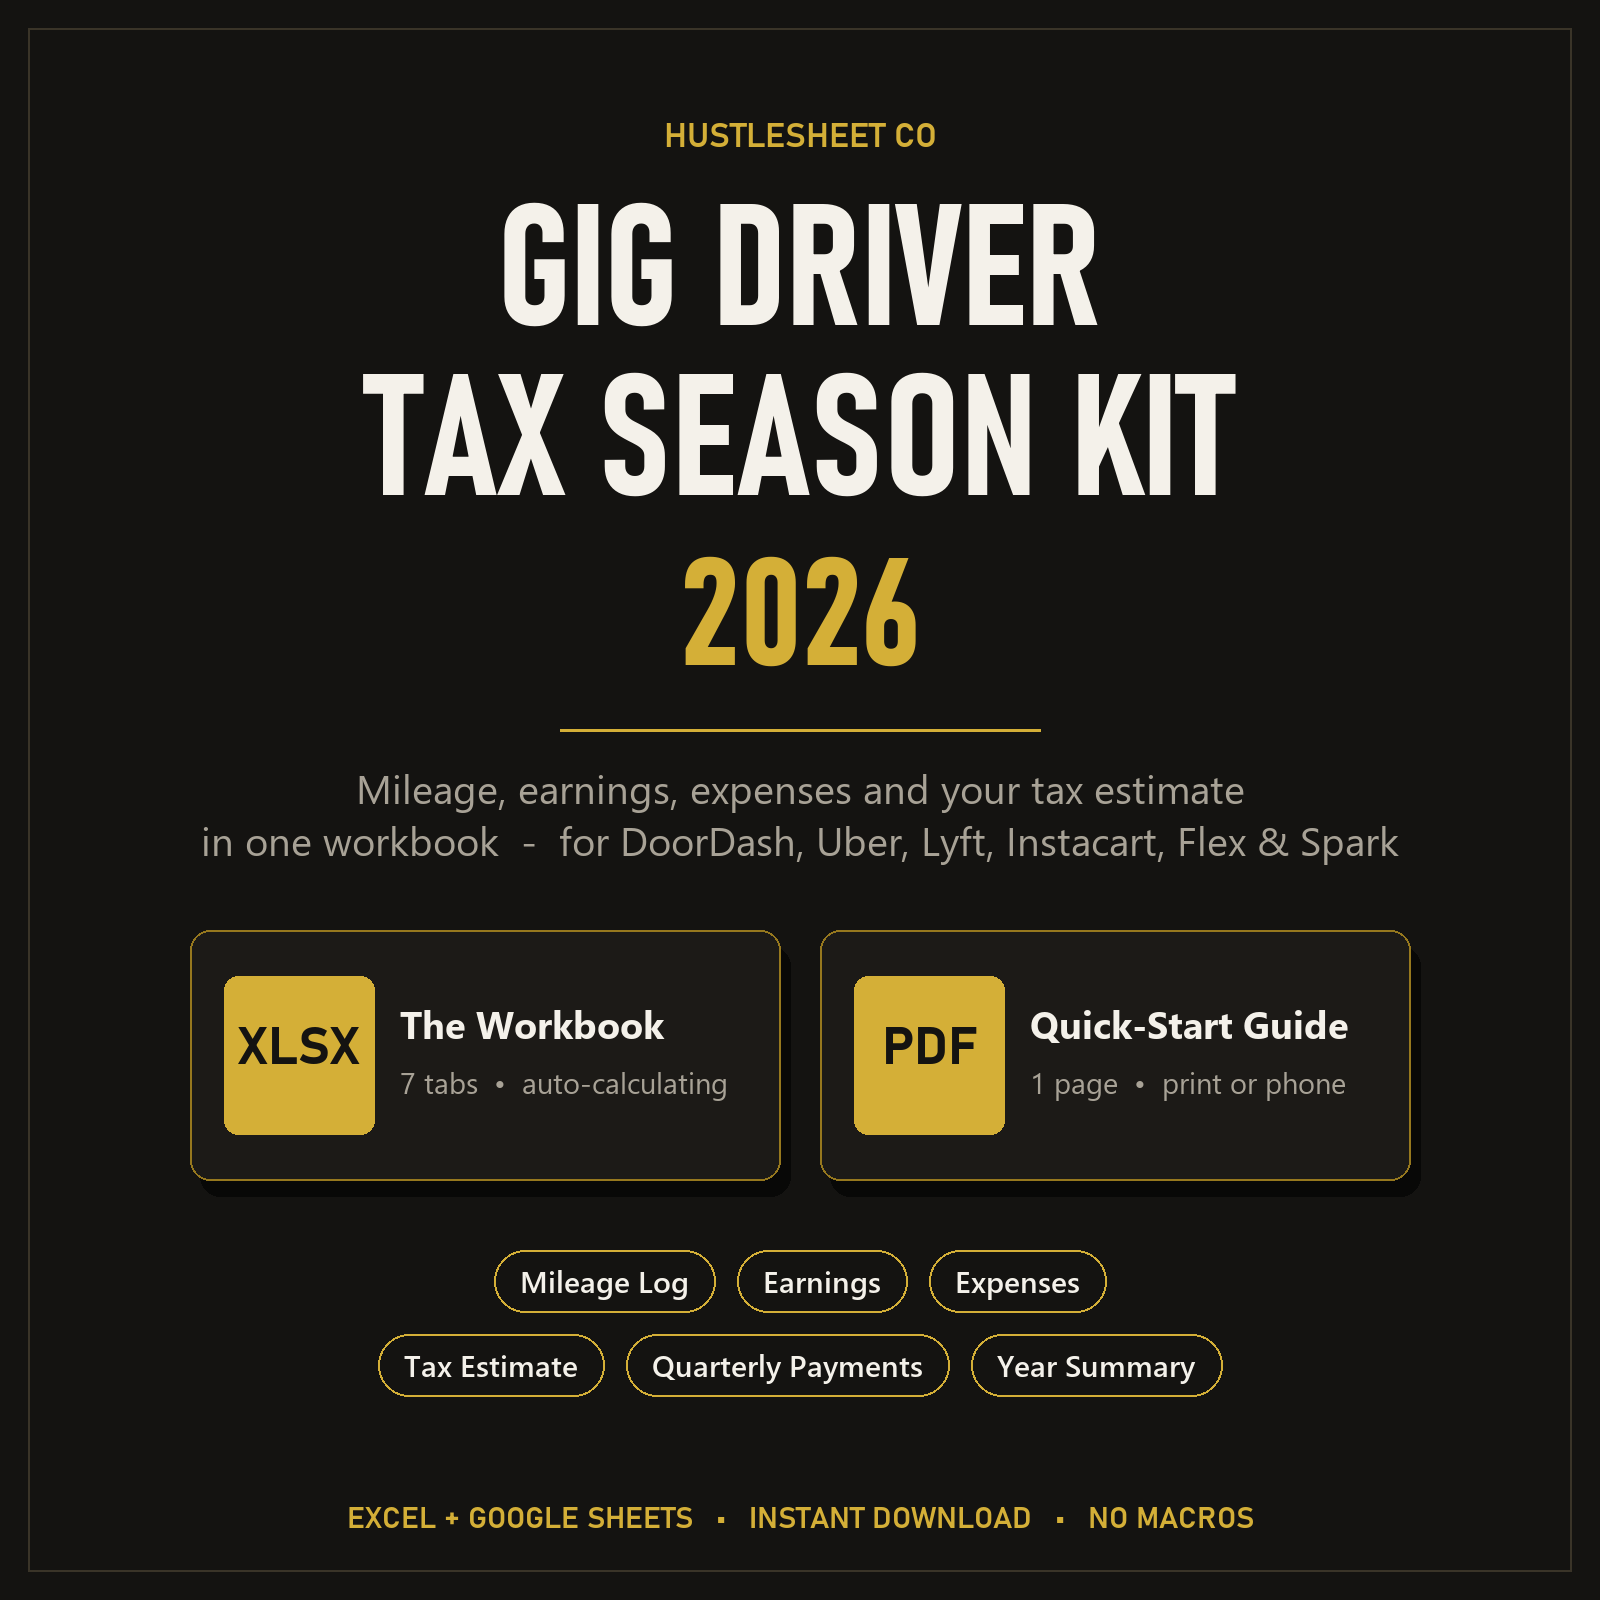 HUSTLESHEET CO
GIG DRIVER
TAX SEASON KIT
2026
Mileage, earnings, expenses and your tax estimate
in one workbook - for DoorDash, Uber, Lyft, Instacart, Flex & Spark
XLSX
The Workbook
7 tabs • auto-calculating
PDF
Quick-Start Guide
1 page • print or phone
Mileage Log
Earnings
Expenses
Tax Estimate
Quarterly Payments
Year Summary
EXCEL + GOOGLE SHEETS ▪ INSTANT DOWNLOAD ▪ NO MACROS